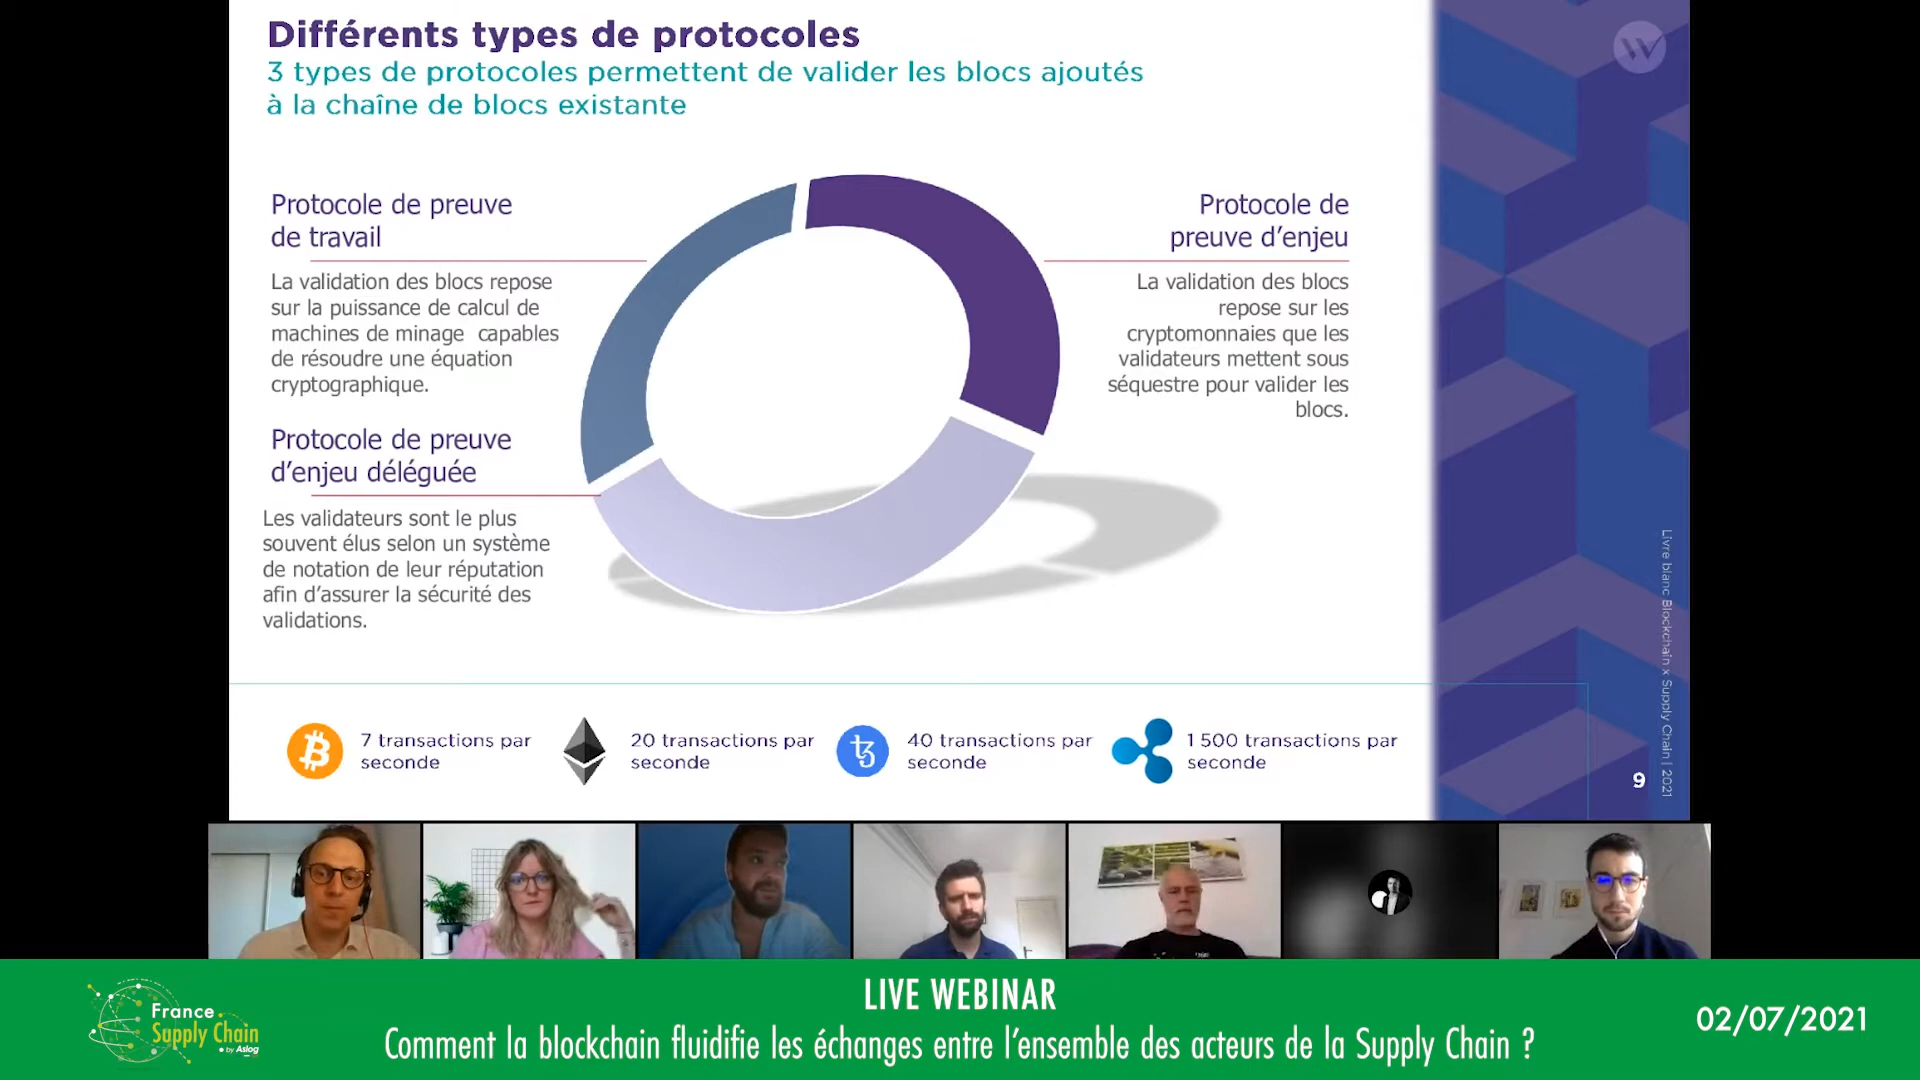 Différents types de protocoles
3 types de protocoles permettent de valider les blocs ajoutés
à la chaîne de blocs existante
Protocole de preuve
de travail
La validation des blocs repose
sur la puissance de calcul de
machines de minage capables
de résoudre une équation
cryptographique.
Protocole de preuve
d'enjeu déléguée
Les validateurs sont le plus
souvent élus selon un système
de notation de leur réputation
afin d'assurer la sécurité des
validations.
Protocole de
preuve d'enjeu
La validation des blocs
repose sur les
cryptomonnaies que les
validateurs mettent sous
séquestre pour valider les
blocs.
7 transactions par
seconde
20 transactions par
seconde
40 transactions par
seconde
1 500 transactions par
seconde
Livre blanc Blockchain x Supply Chain | 2021
9
France
Supply Chain
by Aslog
LIVE WEBINAR
Comment la blockchain fluidifie les échanges entre l'ensemble des acteurs de la Supply Chain ?
02/07/2021